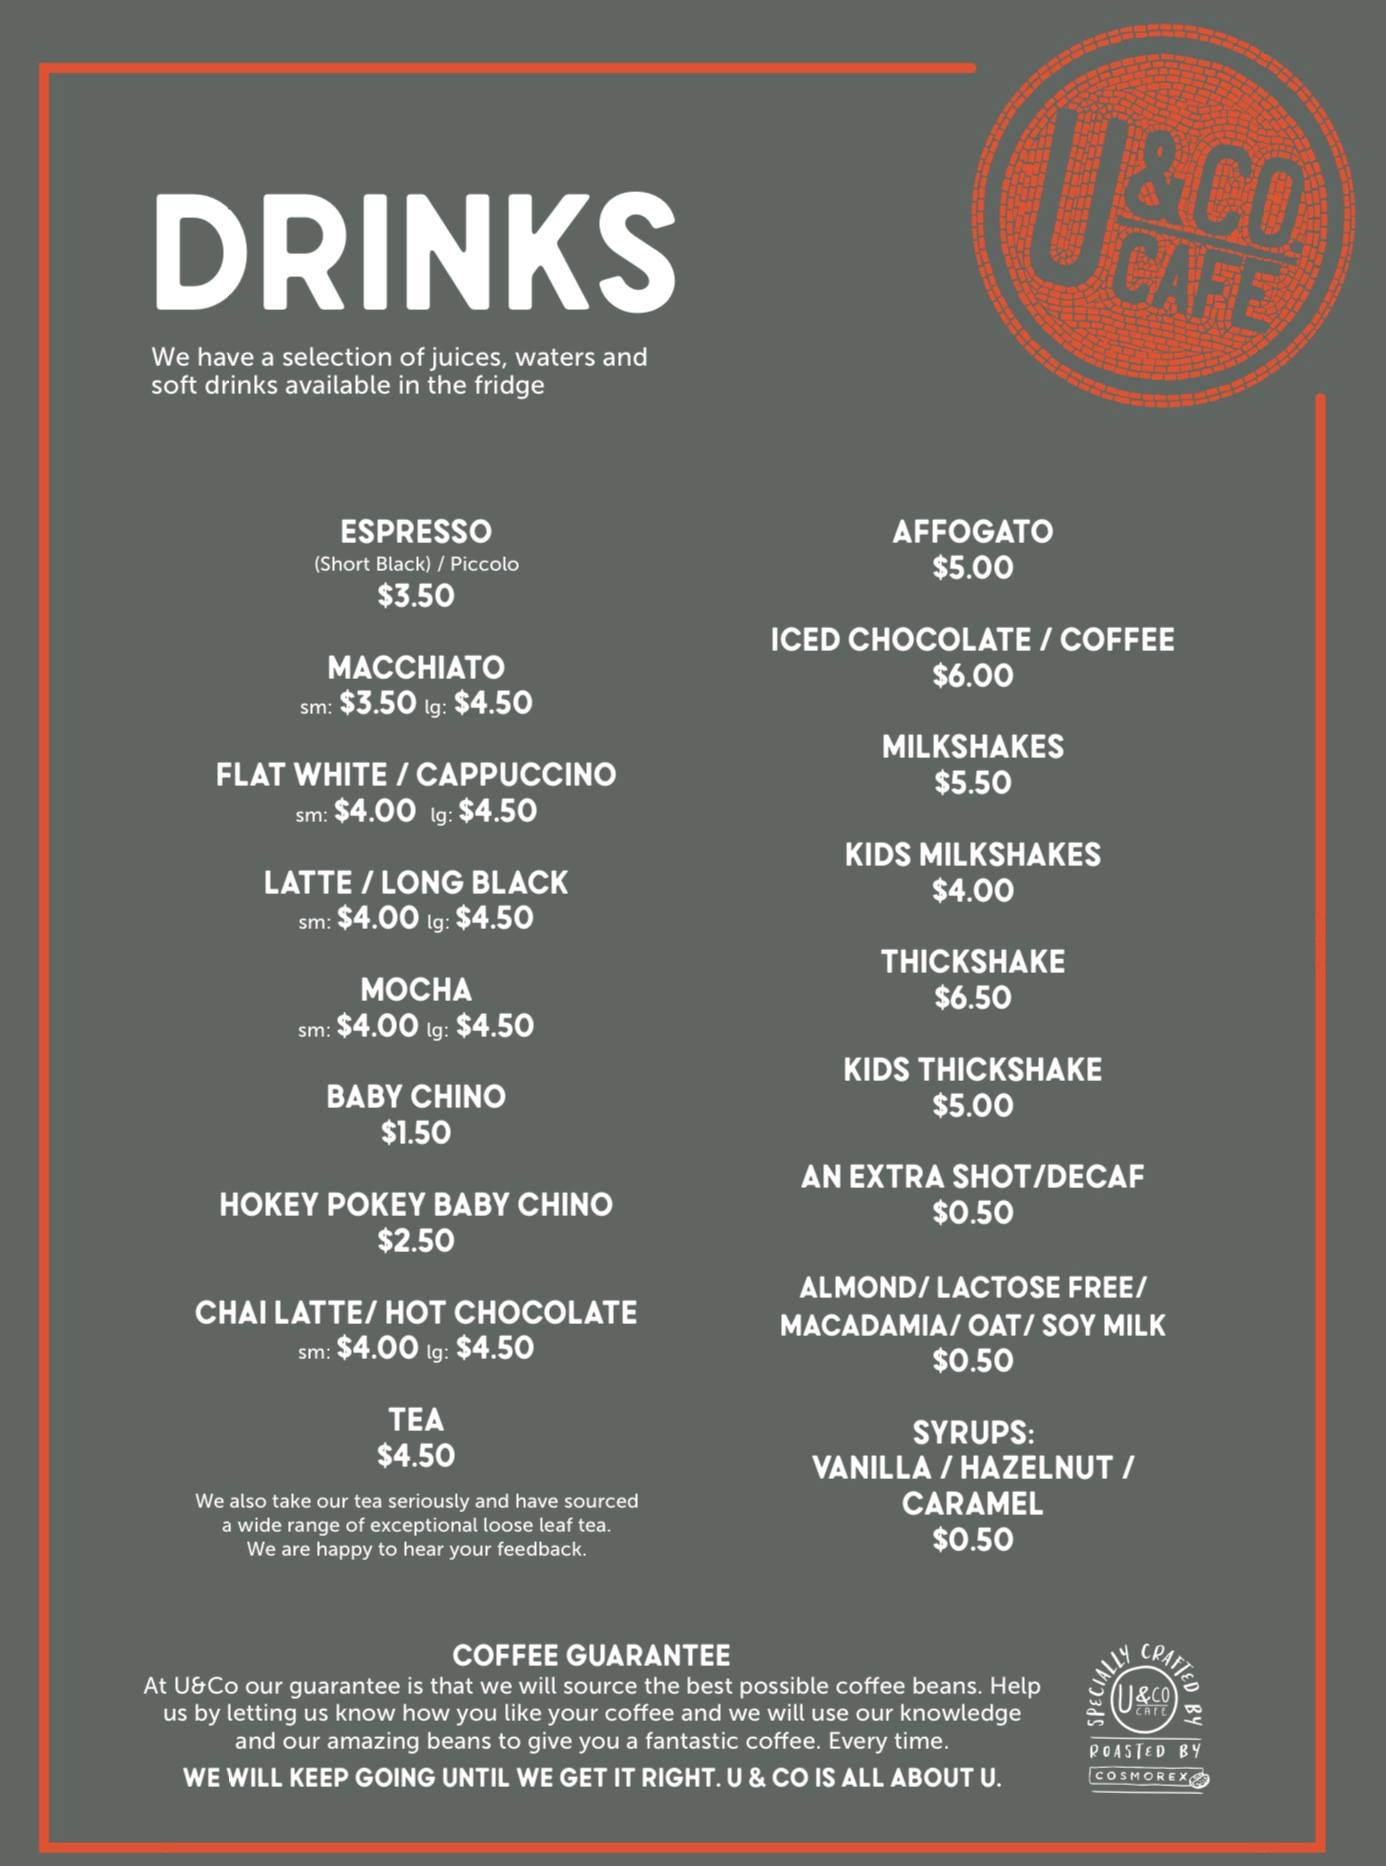 U&CO.
CAFE
DRINKS
We have a selection of juices, waters and
soft drinks available in the fridge
ESPRESSO
(Short Black) / Piccolo
$3.50
MACCHIATO
sm: $3.50 lg: $4.50
FLAT WHITE / CAPPUCCINO
sm: $4.00 lg: $4.50
LATTE / LONG BLACK
sm: $4.00 lg: $4.50
MOCHA
sm: $4.00 lg: $4.50
BABY CHINO
$1.50
HOKEY POKEY BABY CHINO
$2.50
CHAI LATTE/ HOT CHOCOLATE
sm: $4.00 lg: $4.50
TEA
$4.50
We also take our tea seriously and have sourced
a wide range of exceptional loose leaf tea.
We are happy to hear your feedback.
AFFOGATO
$5.00
ICED CHOCOLATE / COFFEE
$6.00
MILKSHAKES
$5.50
KIDS MILKSHAKES
$4.00
THICKSHAKE
$6.50
KIDS THICKSHAKE
$5.00
AN EXTRA SHOT/DECAF
$0.50
ALMOND/ LACTOSE FREE/
MACADAMIA/ OAT/ SOY MILK
$0.50
SYRUPS:
VANILLA / HAZELNUT /
CARAMEL
$0.50
COFFEE GUARANTEE
At U&Co our guarantee is that we will source the best possible coffee beans. Help
us by letting us know how you like your coffee and we will use our knowledge
and our amazing beans to give you a fantastic coffee. Every time.
WE WILL KEEP GOING UNTIL WE GET IT RIGHT. U & CO IS ALL ABOUT U.
SPECIALLY CRAFTED BY
U&CO
CAFE
ROASTED BY
COSMOREX